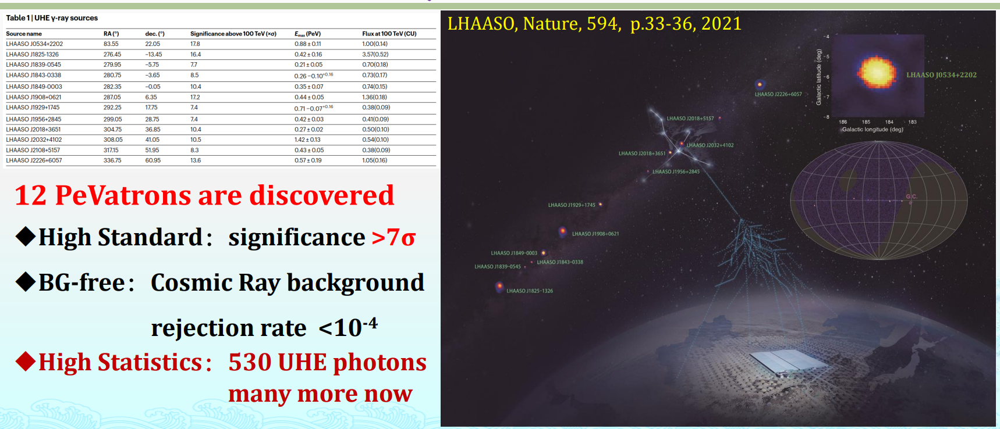 Table 1 | UHE γ-ray sources
Source name RA (°) dec. (°) Significance above 100 TeV (×σ) Emax (PeV) Flux at 100 TeV (CU)
LHAASO J0534+2202 83.55 22.05 17.8 0.88 ± 0.11 1.00(0.14)
LHAASO J1825-1326 276.45 −13.45 16.4 0.42 ± 0.16 3.57(0.52)
LHAASO J1839-0545 279.95 −5.75 7.7 0.21 ± 0.05 0.70(0.18)
LHAASO J1843-0338 280.75 −3.65 8.5 0.26 −0.10⁺⁰·¹⁶ 0.73(0.17)
LHAASO J1849-0003 282.35 −0.05 10.4 0.35 ± 0.07 0.74(0.15)
LHAASO J1908+0621 287.05 6.35 17.2 0.44 ± 0.05 1.36(0.18)
LHAASO J1929+1745 292.25 17.75 7.4 0.71 −0.07⁺⁰·¹⁶ 0.38(0.09)
LHAASO J1956+2845 299.05 28.75 7.4 0.42 ± 0.03 0.41(0.09)
LHAASO J2018+3651 304.75 36.85 10.4 0.27 ± 0.02 0.50(0.10)
LHAASO J2032+4102 308.05 41.05 10.5 1.42 ± 0.13 0.54(0.10)
LHAASO J2108+5157 317.15 51.95 8.3 0.43 ± 0.05 0.38(0.09)
LHAASO J2226+6057 336.75 60.95 13.6 0.57 ± 0.19 1.05(0.16)
12 PeVatrons are discovered
◆High Standard： significance >7σ
◆BG-free： Cosmic Ray background
rejection rate <10⁻⁴
◆High Statistics： 530 UHE photons
many more now
LHAASO, Nature, 594, p.33-36, 2021
−4
−5
−6
−7
−8
Galactic latitude (deg)
186 185 184 183
Galactic longitude (deg)
LHAASO J0534+2202
LHAASO J2226+6057
LHAASO J2018+5157
LHAASO J2032+4102
LHAASO J2018+3651
LHAASO J1956+2845
G.C.
LHAASO J1929+1745
LHAASO J1908+0621
LHAASO J1849-0003
LHAASO J1843-0338
LHAASO J1839-0545
LHAASO J1825-1326